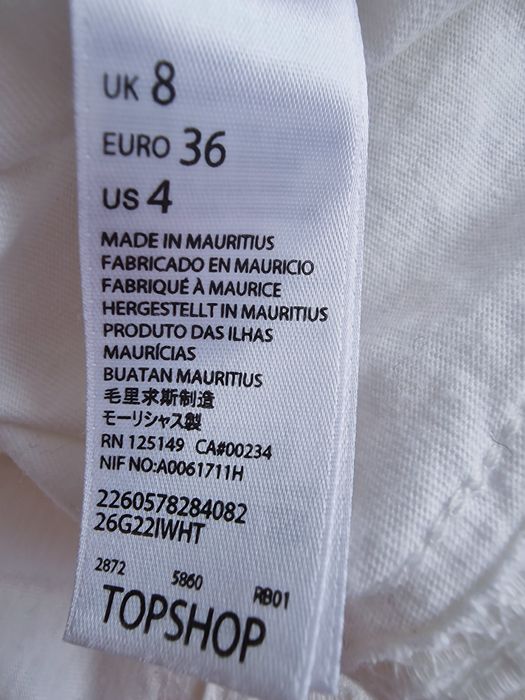 UK 8
EURO 36
US 4
MADE IN MAURITIUS
FABRICADO EN MAURICIO
FABRIQUÉ À MAURICE
HERGESTELLT IN MAURITIUS
PRODUTO DAS ILHAS
MAURÍCIAS
BUATAN MAURITIUS
毛里求斯制造
モーリシャス製
RN 125149 CA#00234
NIF NO:A0061711H
2260578284082
26G22IWHT
2872 5860 RB01
TOPSHOP